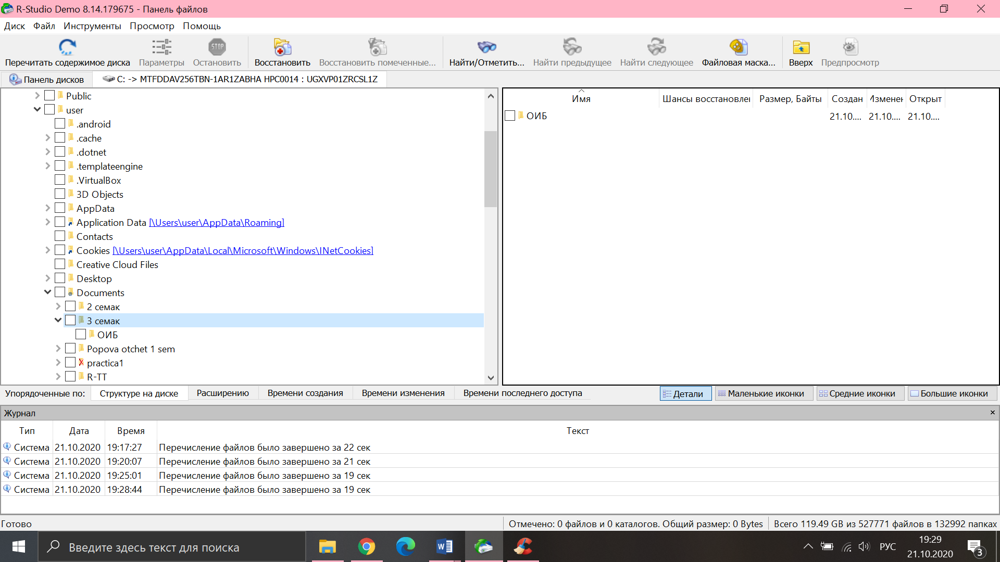 R-Studio Demo 8.14.179675 - Панель файлов
Диск Файл Инструменты Просмотр Помощь
STOP
Перечитать содержимое диска Параметры Остановить Восстановить Восстановить помеченные... Найти/Отметить... Найти предыдущее Найти следующее Файловая маска... Вверх Предпросмотр
Панель дисков C: -> MTFDDAV256TBN-1AR1ZABHA HPC0014 : UGXVP01ZRCSL1Z
Public
user
.android
.cache
.dotnet
.templateengine
.VirtualBox
3D Objects
AppData
Application Data [\Users\user\AppData\Roaming]
Contacts
Cookies [\Users\user\AppData\Local\Microsoft\Windows\INetCookies]
Creative Cloud Files
Desktop
Documents
2 семак
3 семак
ОИБ
Popova otchet 1 sem
practica1
R-TT
Имя Шансы восстановлен Размер, Байты Создан Изменен Открыт
ОИБ 21.10.... 21.10.... 21.10....
Упорядоченные по: Структуре на диске Расширению Времени создания Времени изменения Времени последнего доступа Детали Маленькие иконки Средние иконки Большие иконки
Журнал
Тип Дата Время Текст
Система 21.10.2020 19:17:27 Перечисление файлов было завершено за 22 сек
Система 21.10.2020 19:20:07 Перечисление файлов было завершено за 21 сек
Система 21.10.2020 19:25:01 Перечисление файлов было завершено за 19 сек
Система 21.10.2020 19:28:44 Перечисление файлов было завершено за 19 сек
Готово Отмечено: 0 файлов и 0 каталогов. Общий размер: 0 Bytes Всего 119.49 GB из 527771 файлов в 132992 папках
Введите здесь текст для поиска
РУС
19:29
21.10.2020
3